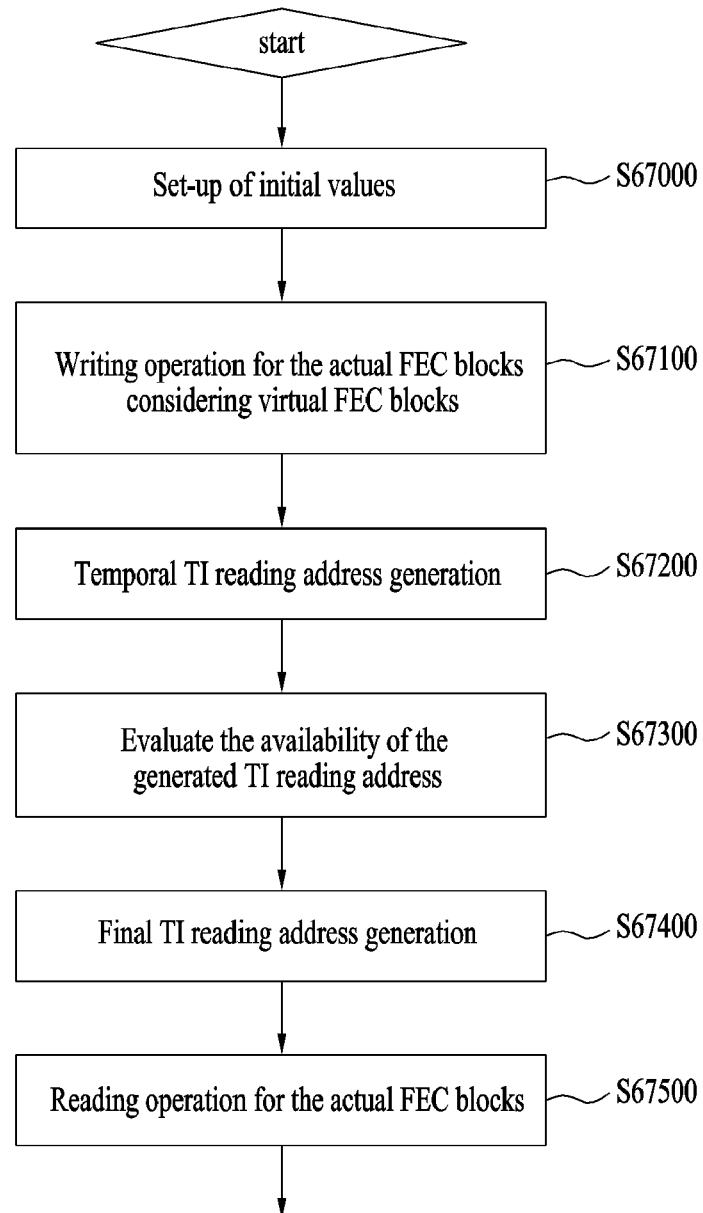 start
Set-up of initial values
S67000
Writing operation for the actual FEC blocks
considering virtual FEC blocks
S67100
Temporal TI reading address generation
S67200
Evaluate the availability of the
generated TI reading address
S67300
Final TI reading address generation
S67400
Reading operation for the actual FEC blocks
S67500